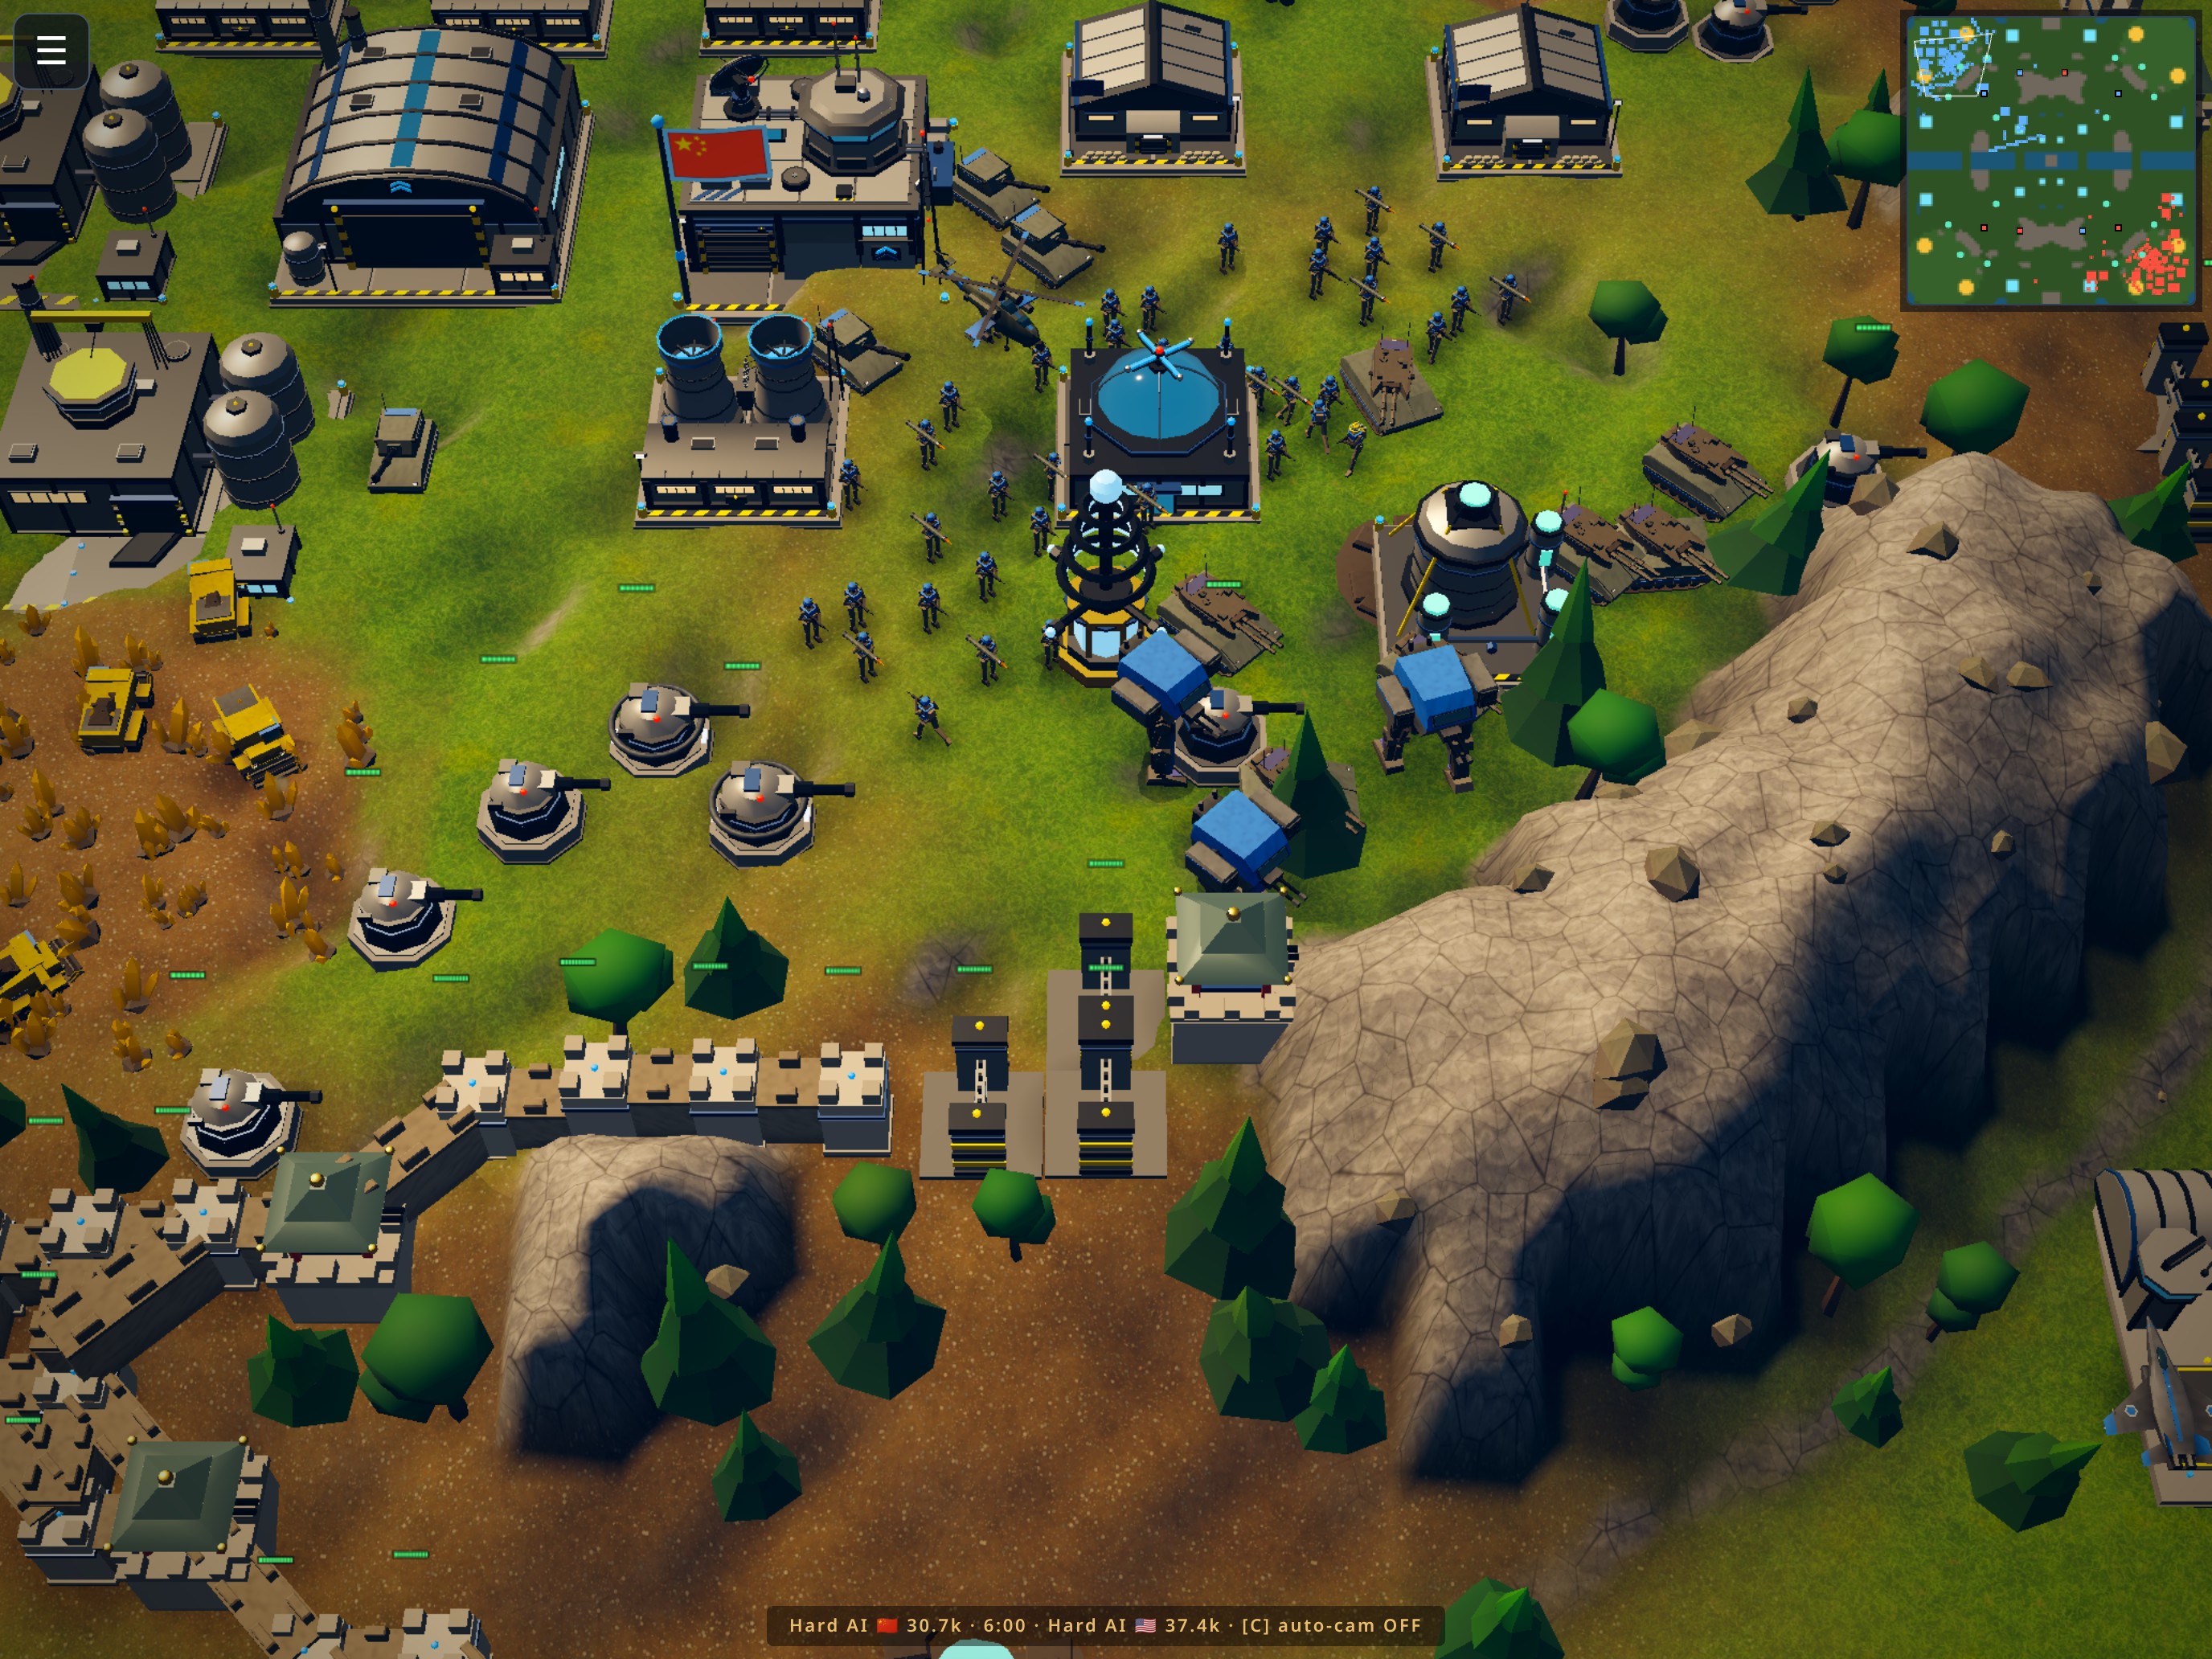 Hard AI 🇨🇳 30.7k · 6:00 · Hard AI 🇺🇸 37.4k · [C] auto-cam OFF